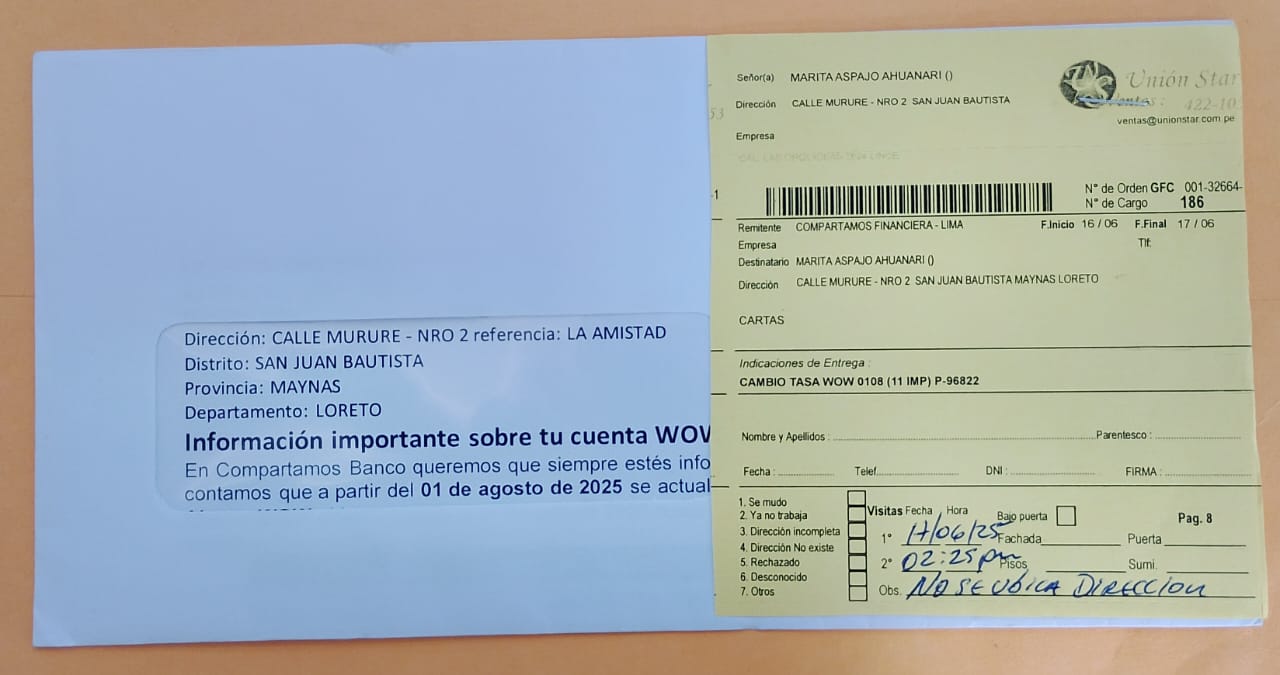 Dirección: CALLE MURURE - NRO 2 referencia: LA AMISTAD
Distrito: SAN JUAN BAUTISTA
Provincia: MAYNAS
Departamento: LORETO
Información importante sobre tu cuenta WOW
En Compartamos Banco queremos que siempre estés info
contamos que a partir del 01 de agosto de 2025 se actual
Señor(a) MARITA ASPAJO AHUANARI ()
Unión Star
Dirección CALLE MURURE - NRO 2 SAN JUAN BAUTISTA
Ventas: 422-10
53
ventas@unionstar.com.pe
Empresa
-1
N° de Orden GFC 001-32664-
N° de Cargo 186
Remitente COMPARTAMOS FINANCIERA - LIMA F.Inicio 16 / 06 F.Final 17 / 06
Empresa Tlf:
Destinatario MARITA ASPAJO AHUANARI ()
Dirección CALLE MURURE - NRO 2 SAN JUAN BAUTISTA MAYNAS LORETO
CARTAS
Indicaciones de Entrega :
CAMBIO TASA WOW 0108 (11 IMP) P-96822
Nombre y Apellidos : Parentesco :
Fecha : Telef. DNI : FIRMA :
1. Se mudo
2. Ya no trabaja
3. Dirección incompleta
4. Dirección No existe
5. Rechazado
6. Desconocido
7. Otros
Visitas Fecha Hora Bajo puerta Pag. 8
1° 17/06/25 Fachada Puerta
2° 02:25 pm Pisos Sumi.
Obs. NO SE UBICA DIRECCION